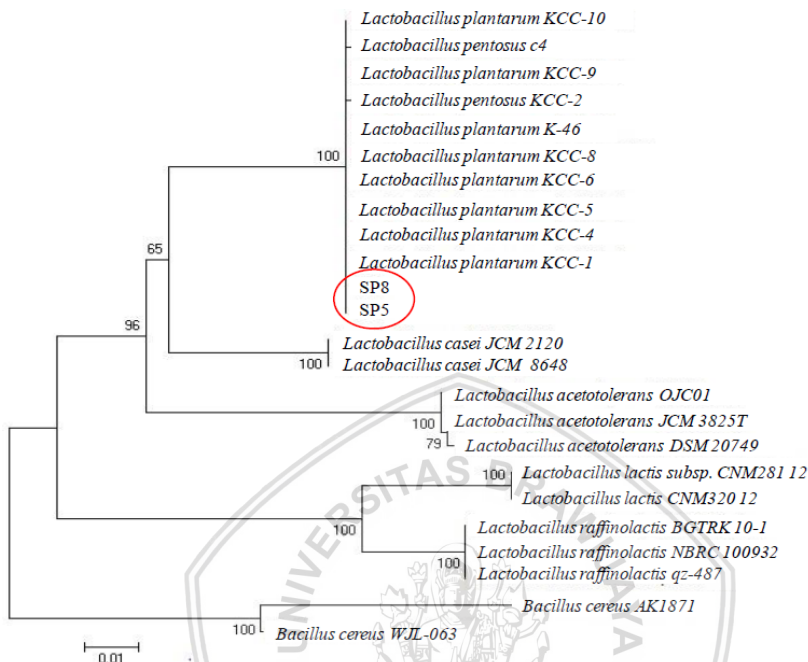 Lactobacillus plantarum KCC-10
Lactobacillus pentosus c4
Lactobacillus plantarum KCC-9
Lactobacillus pentosus KCC-2
Lactobacillus plantarum K-46
100
Lactobacillus plantarum KCC-8
Lactobacillus plantarum KCC-6
Lactobacillus plantarum KCC-5
Lactobacillus plantarum KCC-4
65
Lactobacillus plantarum KCC-1
SP8
SP5
96
Lactobacillus casei JCM 2120
100
Lactobacillus casei JCM 8648
Lactobacillus acetotolerans OJC01
100
Lactobacillus acetotolerans JCM 3825T
79
Lactobacillus acetotolerans DSM 20749
100
Lactobacillus lactis subsp. CNM281 12
Lactobacillus lactis CNM320 12
100
Lactobacillus raffinolactis BGTRK 10-1
Lactobacillus raffinolactis NBRC 100932
100
Lactobacillus raffinolactis qz-487
Bacillus cereus AK1871
100
Bacillus cereus WJL-063
0.01
UNIVERSITAS BRAWIJAYA